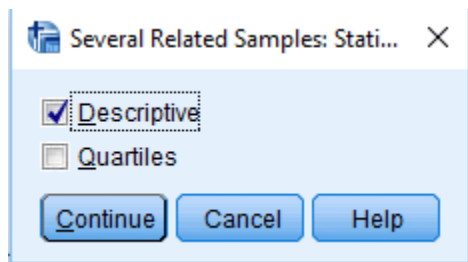 Several Related Samples: Stati...
Descriptive
Quartiles
Continue Cancel Help